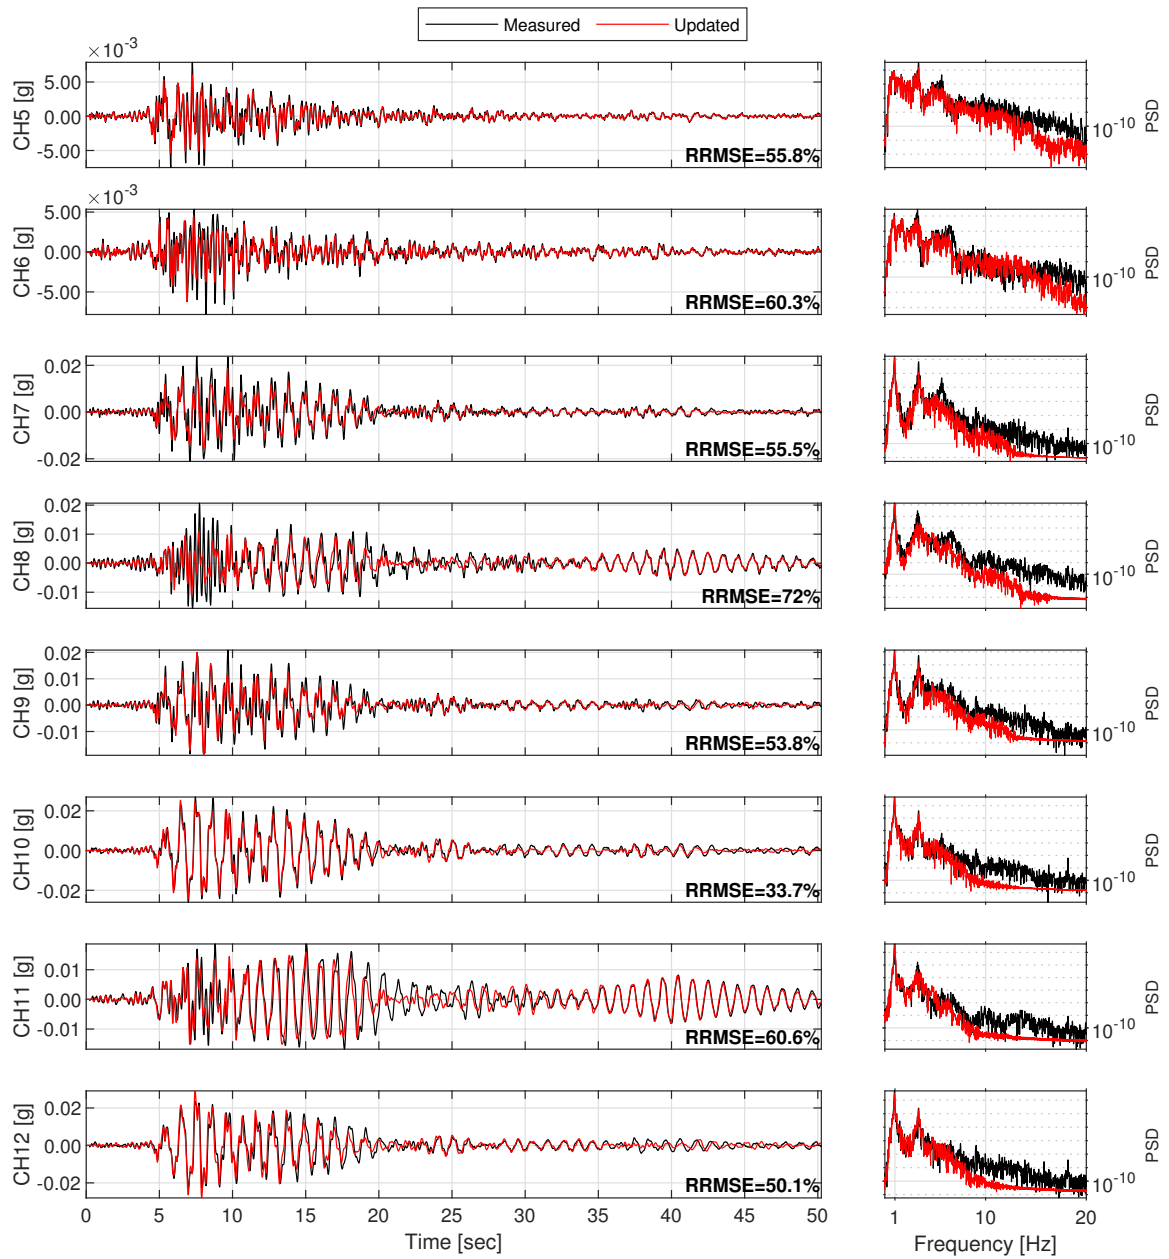 Measured Updated
×10⁻³
5.00
0.00
-5.00
CH5 [g]
RRMSE=55.8%
10⁻¹⁰
PSD
×10⁻³
5.00
0.00
-5.00
CH6 [g]
RRMSE=60.3%
10⁻¹⁰
PSD
0.02
0.00
-0.02
CH7 [g]
RRMSE=55.5%
10⁻¹⁰
PSD
0.02
0.01
0.00
-0.01
CH8 [g]
RRMSE=72%
10⁻¹⁰
PSD
0.02
0.01
0.00
-0.01
CH9 [g]
RRMSE=53.8%
10⁻¹⁰
PSD
0.02
0.00
-0.02
CH10 [g]
RRMSE=33.7%
10⁻¹⁰
PSD
0.01
0.00
-0.01
CH11 [g]
RRMSE=60.6%
10⁻¹⁰
PSD
0.02
0.00
-0.02
CH12 [g]
RRMSE=50.1%
10⁻¹⁰
PSD
0 5 10 15 20 25 30 35 40 45 50
Time [sec]
1 10 20
Frequency [Hz]